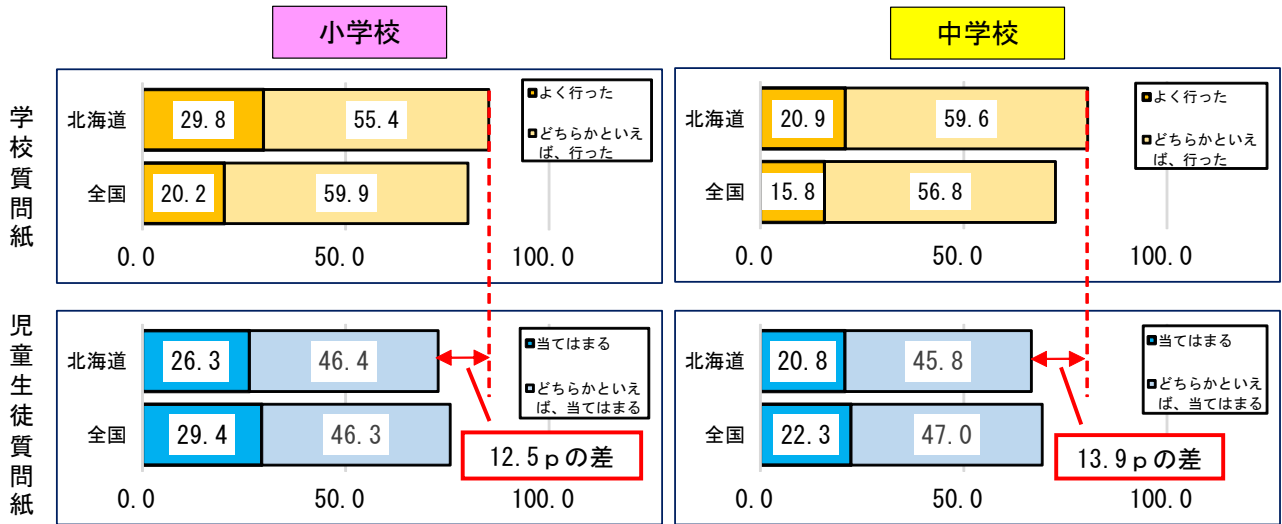 小学校
中学校
学校質問紙
北海道
29.8
55.4
全国
20.2
59.9
0.0
50.0
100.0
よく行った
どちらかといえ
ば、行った
北海道
20.9
59.6
全国
15.8
56.8
0.0
50.0
100.0
よく行った
どちらかといえ
ば、行った
児童生徒質問紙
北海道
26.3
46.4
全国
29.4
46.3
0.0
50.0
100.0
当てはまる
どちらかといえ
ば、当てはまる
12.5pの差
北海道
20.8
45.8
全国
22.3
47.0
0.0
50.0
100.0
当てはまる
どちらかといえ
ば、当てはまる
13.9pの差